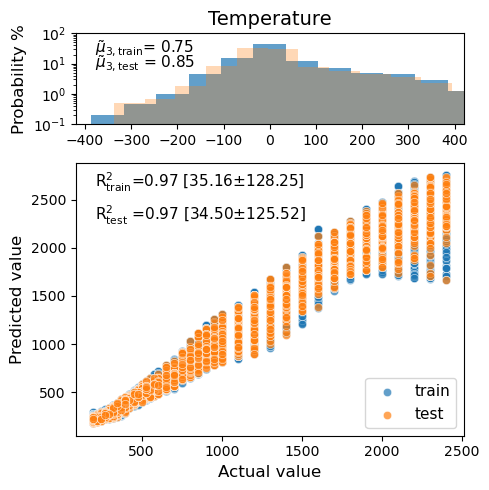 Temperature
Probability %
10² 10¹ 10⁰ 10⁻¹
μ̃₃,train= 0.75
μ̃₃,test = 0.85
−400 −300 −200 −100 0 100 200 300 400
Predicted value
2500 2000 1500 1000 500
R²train=0.97 [35.16±128.25]
R²test =0.97 [34.50±125.52]
train
test
500 1000 1500 2000 2500
Actual value